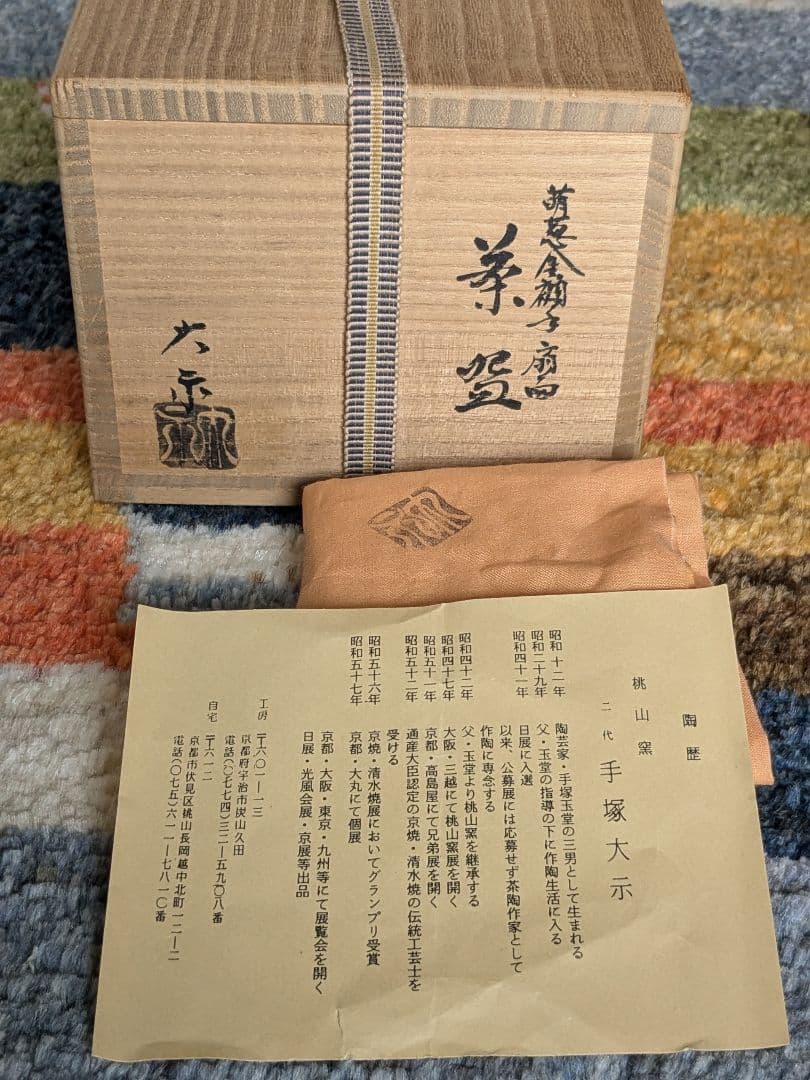 萌葱金襴手扇面
茶盌
大示
陶歴
桃山窯
二代 手塚大示
昭和十二年 陶芸家・手塚玉堂の三男として生まれる
昭和二十九年 父・玉堂の指導の下に作陶生活に入る
昭和四十一年 日展に入選
以来、公募展には応募せず茶陶作家として
作陶に専念する
昭和四十二年 父・玉堂より桃山窯を継承する
昭和四十七年 大阪・三越にて桃山窯展を開く
昭和五十一年 京都・高島屋にて兄弟展を開く
昭和五十二年 通産大臣認定の京焼・清水焼の伝統工芸士を
受ける
昭和五十六年 京焼・清水焼展においてグランプリ受賞
昭和五十七年 京都・大丸にて個展
京都・大阪・東京・九州等にて展覧会を開く
日展・光風会展・京展等出品
工房 〒六〇一—一三
京都府宇治市炭山久田
電話(〇七七四)三二—五九〇八番
自宅 〒六一二
京都市伏見区桃山長岡越中北町一二—二
電話(〇七五)六一一—七八一〇番